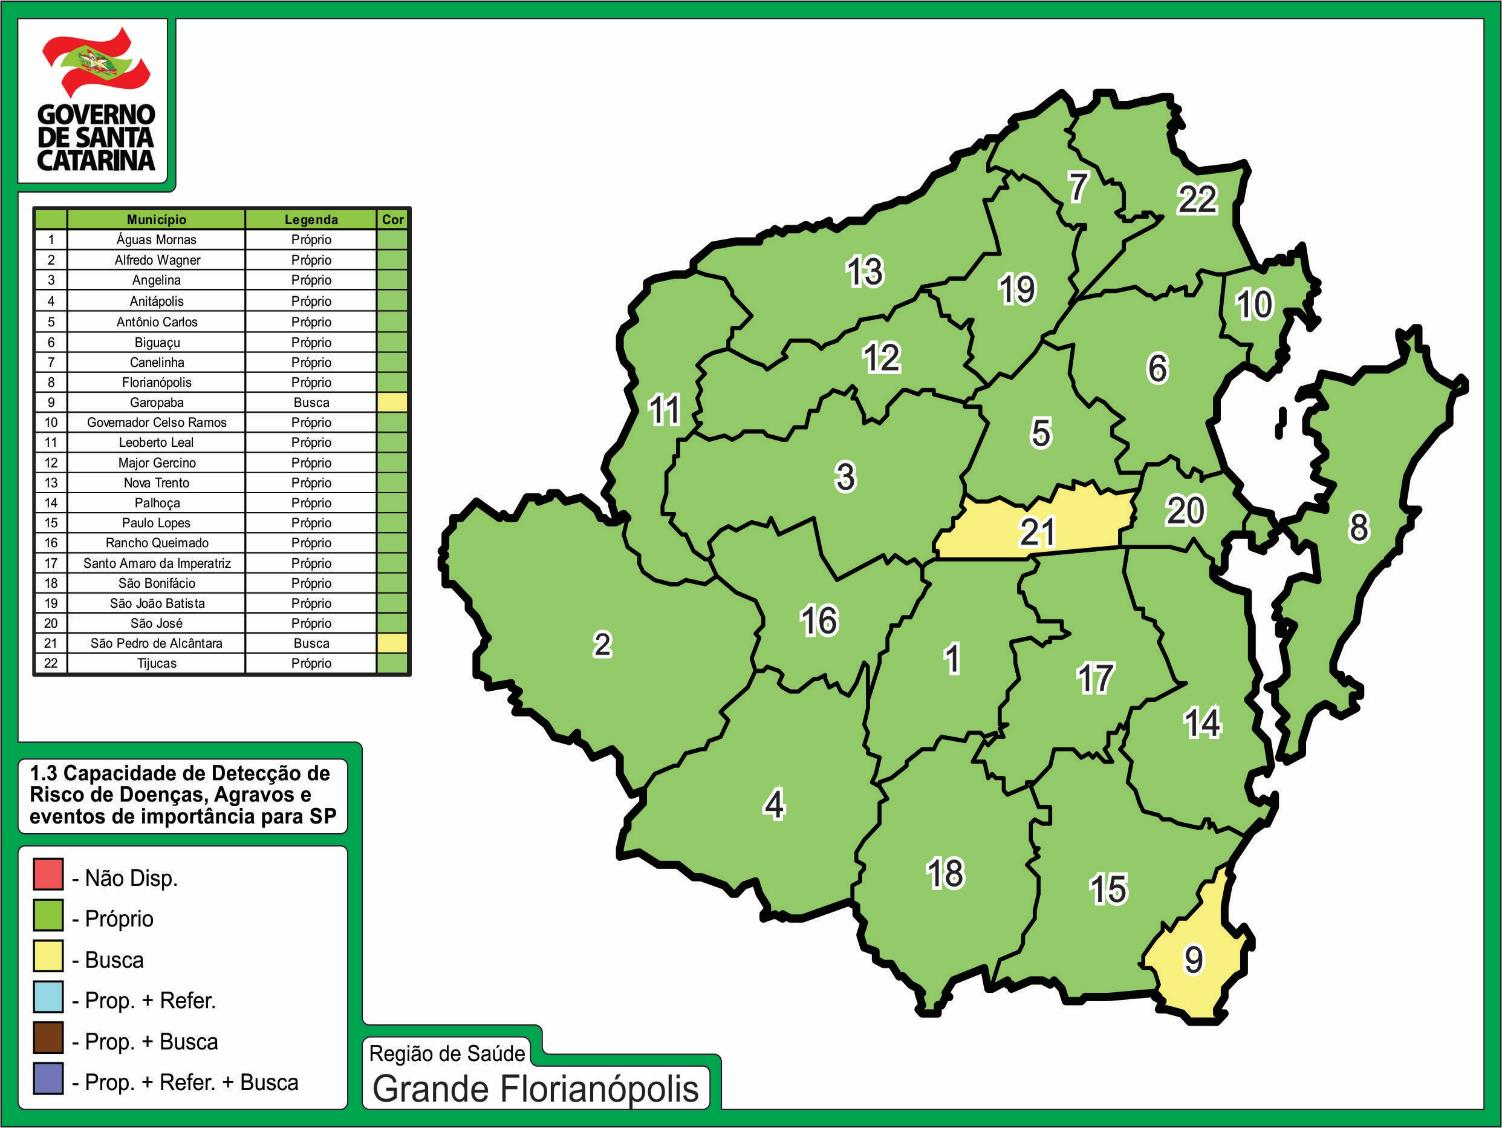 GOVERNO
DE SANTA
CATARINA
Município Legenda Cor
1 Águas Mornas Próprio
2 Alfredo Wagner Próprio
3 Angelina Próprio
4 Anitápolis Próprio
5 Antônio Carlos Próprio
6 Biguaçu Próprio
7 Canelinha Próprio
8 Florianópolis Próprio
9 Garopaba Busca
10 Governador Celso Ramos Próprio
11 Leoberto Leal Próprio
12 Major Gercino Próprio
13 Nova Trento Próprio
14 Palhoça Próprio
15 Paulo Lopes Próprio
16 Rancho Queimado Próprio
17 Santo Amaro da Imperatriz Próprio
18 São Bonifácio Próprio
19 São João Batista Próprio
20 São José Próprio
21 São Pedro de Alcântara Busca
22 Tijucas Próprio
7
22
13
19
10
12
6
11
5
3
20
8
21
16
2
1
17
14
4
18
15
9
1.3 Capacidade de Detecção de
Risco de Doenças, Agravos e
eventos de importância para SP
- Não Disp.
- Próprio
- Busca
- Prop. + Refer.
- Prop. + Busca
- Prop. + Refer. + Busca
Região de Saúde
Grande Florianópolis